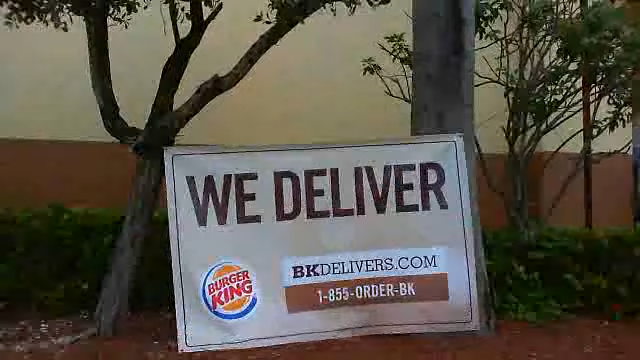 WE DELIVER
BURGER
KING
BKDELIVERS.COM
1-855-ORDER-BK